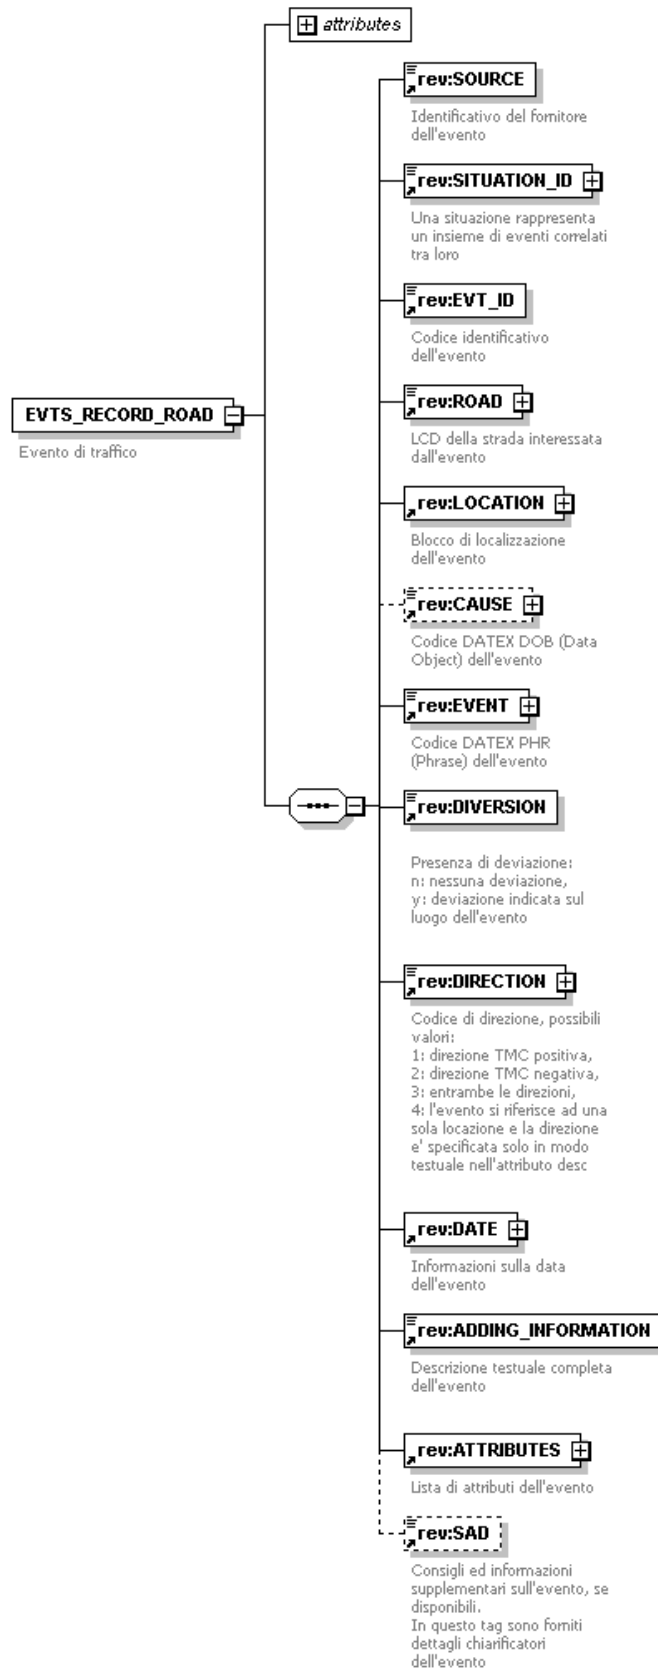 attributes
rev:SOURCE
Identificativo del fornitore
dell'evento
rev:SITUATION_ID
Una situazione rappresenta
un insieme di eventi correlati
tra loro
rev:EVT_ID
Codice identificativo
dell'evento
EVTS_RECORD_ROAD
Evento di traffico
rev:ROAD
LCD della strada interessata
dall'evento
rev:LOCATION
Blocco di localizzazione
dell'evento
rev:CAUSE
Codice DATEX DOB (Data
Object) dell'evento
rev:EVENT
Codice DATEX PHR
(Phrase) dell'evento
rev:DIVERSION
Presenza di deviazione:
n: nessuna deviazione,
y: deviazione indicata sul
luogo dell'evento
rev:DIRECTION
Codice di direzione, possibili
valori:
1: direzione TMC positiva,
2: direzione TMC negativa,
3: entrambe le direzioni,
4: l'evento si riferisce ad una
sola locazione e la direzione
e' specificata solo in modo
testuale nell'attributo desc
rev:DATE
Informazioni sulla data
dell'evento
rev:ADDING_INFORMATION
Descrizione testuale completa
dell'evento
rev:ATTRIBUTES
Lista di attributi dell'evento
rev:SAD
Consigli ed informazioni
supplementari sull'evento, se
disponibili.
In questo tag sono forniti
dettagli chiarificatori
dell'evento